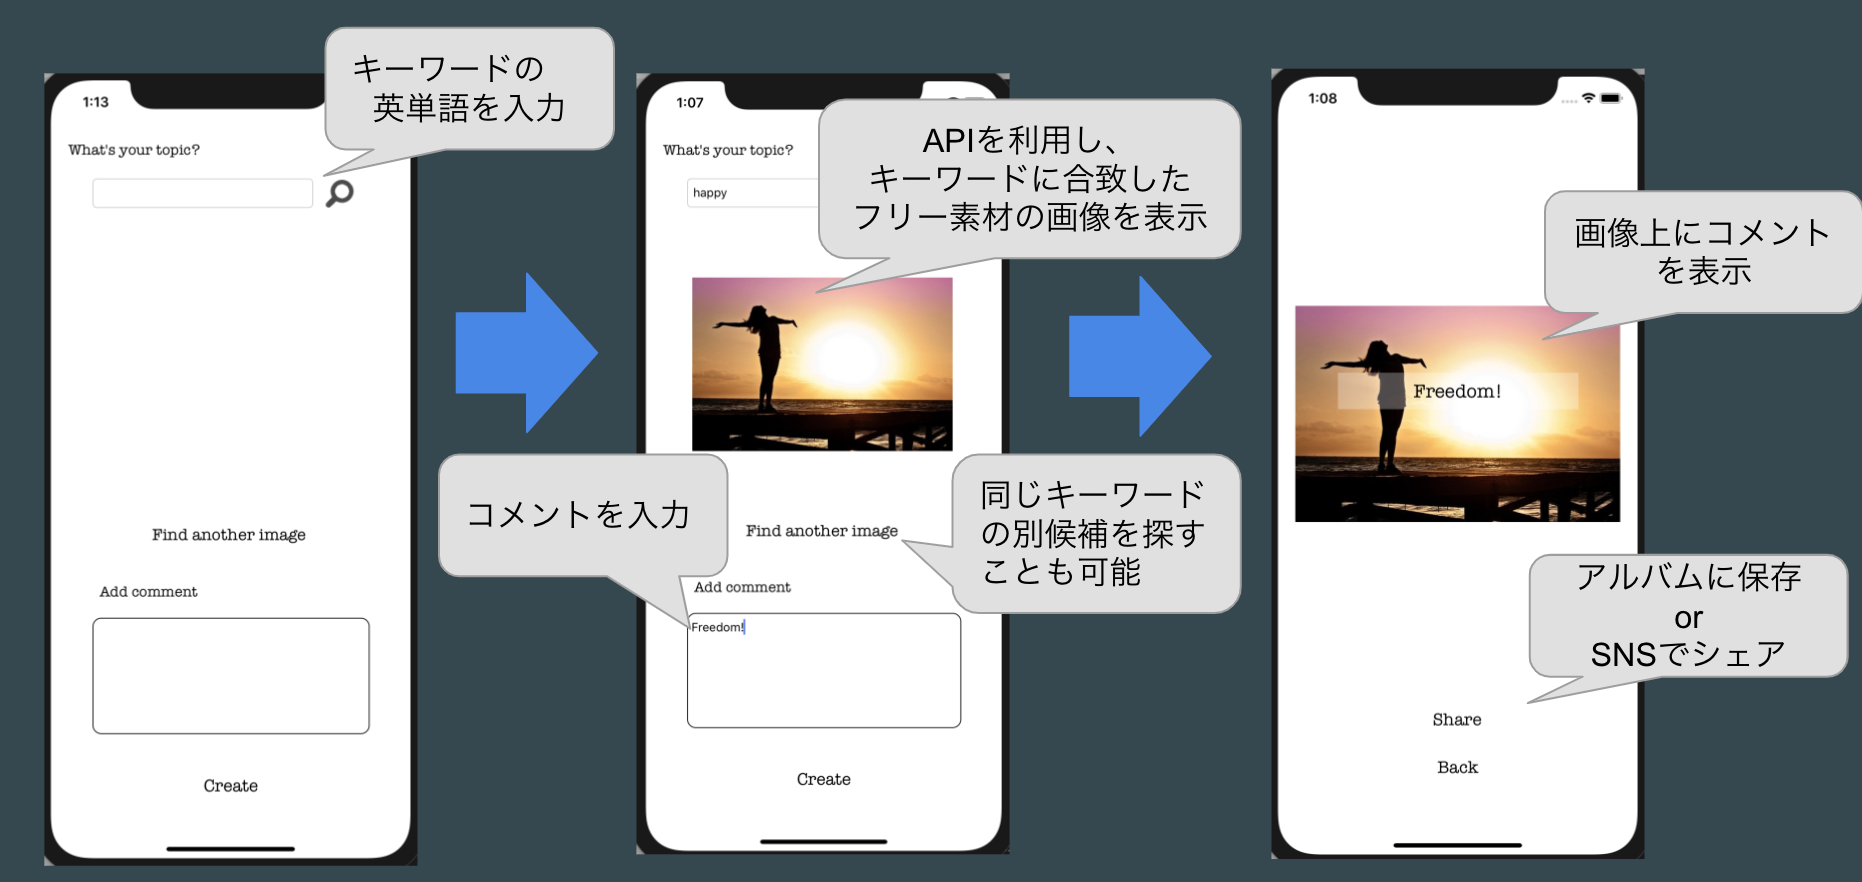 キーワードの
英単語を入力
1:13
What's your topic?
Find another image
Add comment
Create
1:07
What's your topic?
happy
APIを利用し、
キーワードに合致した
フリー素材の画像を表示
コメントを入力
Find another image
同じキーワード
の別候補を探す
ことも可能
Add comment
Freedom!
Create
1:08
画像上にコメント
を表示
Freedom!
アルバムに保存
or
SNSでシェア
Share
Back